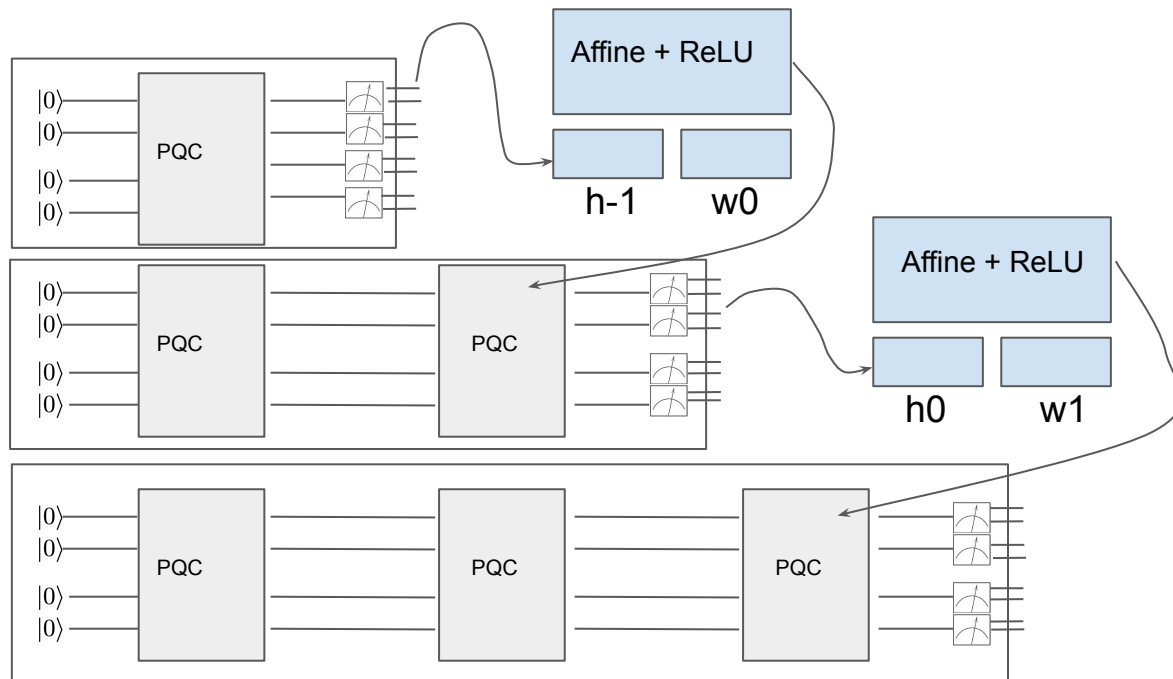 Affine + ReLU
|0⟩
|0⟩
PQC
|0⟩
|0⟩
h-1 w0
Affine + ReLU
|0⟩
|0⟩
PQC PQC
|0⟩
|0⟩
h0 w1
|0⟩
|0⟩
PQC PQC PQC
|0⟩
|0⟩